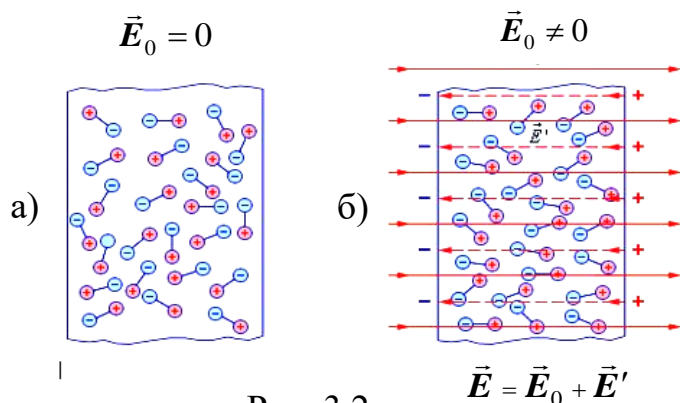 E⃗₀ = 0
E⃗₀ ≠ 0
а)
б)
E⃗'
− +
− +
− +
− +
− +
E⃗ = E⃗₀ + E⃗'